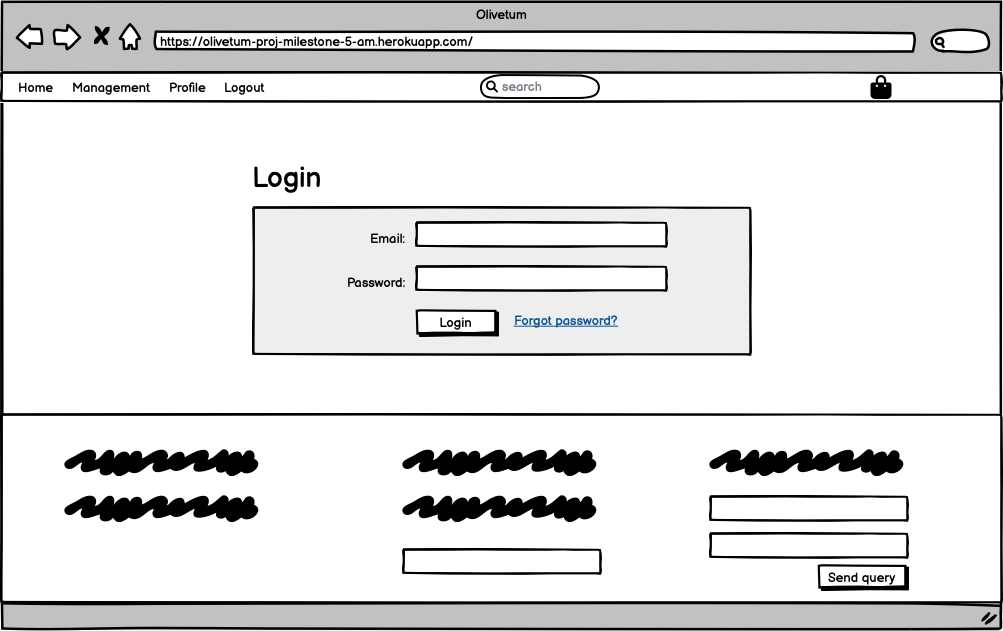 Olivetum
https://olivetum-proj-milestone-5-am.herokuapp.com/
Home Management Profile Logout search
Login
Email:
Password:
Login Forgot password?
Send query